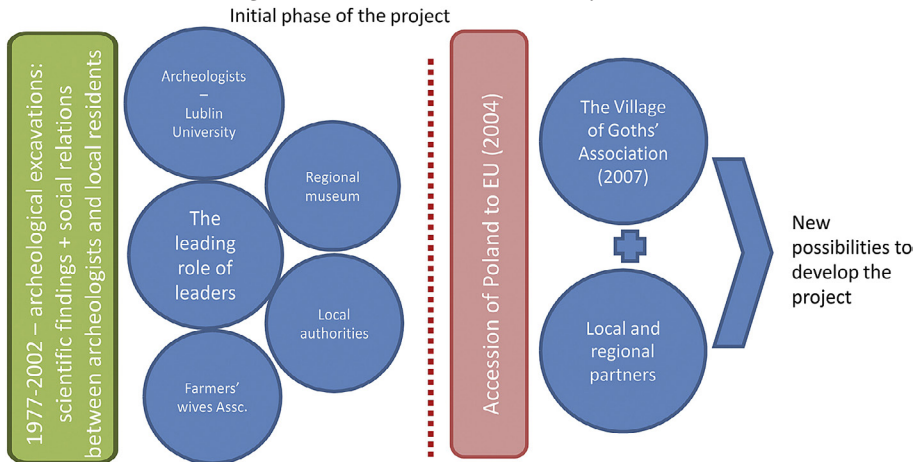 Initial phase of the project
1977-2002 – archeological excavations:
scientific findings + social relations
between archeologists and local residents
Archeologists
–
Lublin
University
Regional
museum
The
leading
role of
leaders
Local
authorities
Farmers'
wives Assc.
Accession of Poland to EU (2004)
The Village
of Goths'
Association
(2007)
Local and
regional
partners
New
possibilities to
develop the
project